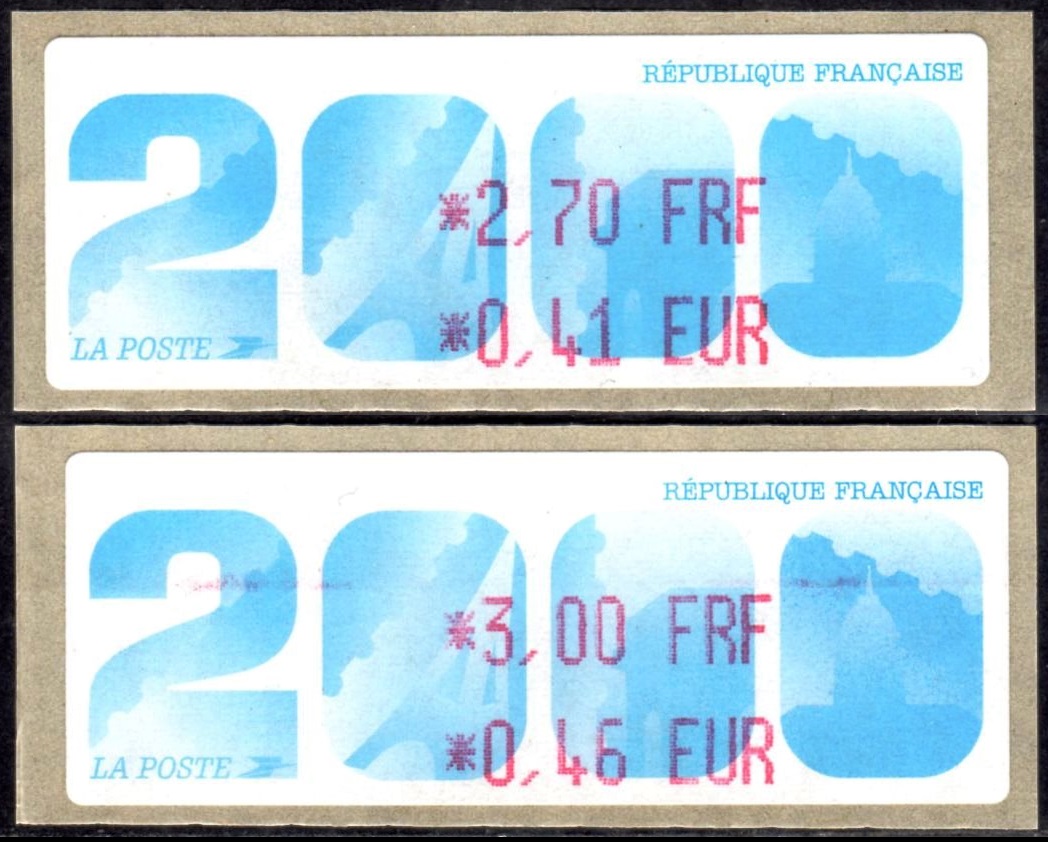 RÉPUBLIQUE FRANÇAISE
2000
*2,70 FRF
*0,41 EUR
LA POSTE
RÉPUBLIQUE FRANÇAISE
2000
*3,00 FRF
*0,46 EUR
LA POSTE